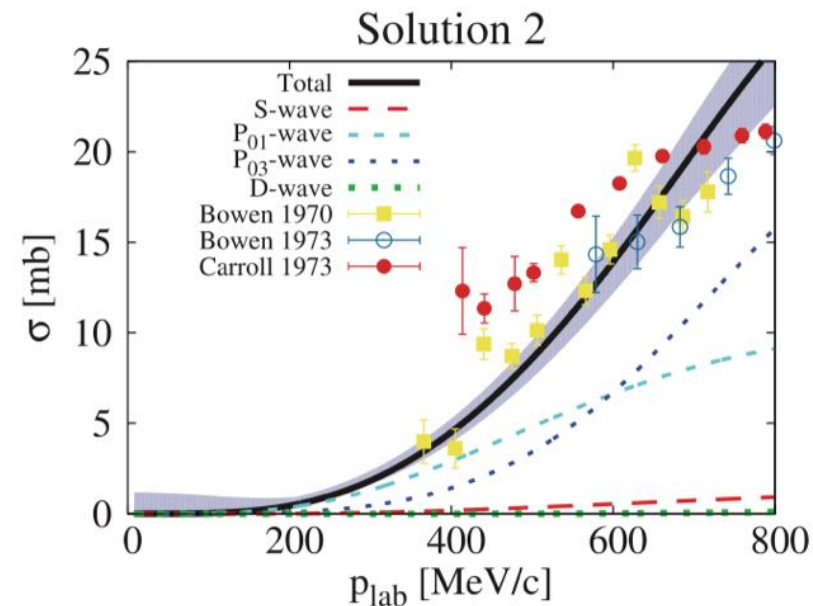 Solution 2
25
20
15
10
5
0
σ [mb]
Total
S-wave
P₀₁-wave
P₀₃-wave
D-wave
Bowen 1970
Bowen 1973
Carroll 1973
0 200 400 600 800
p_lab [MeV/c]